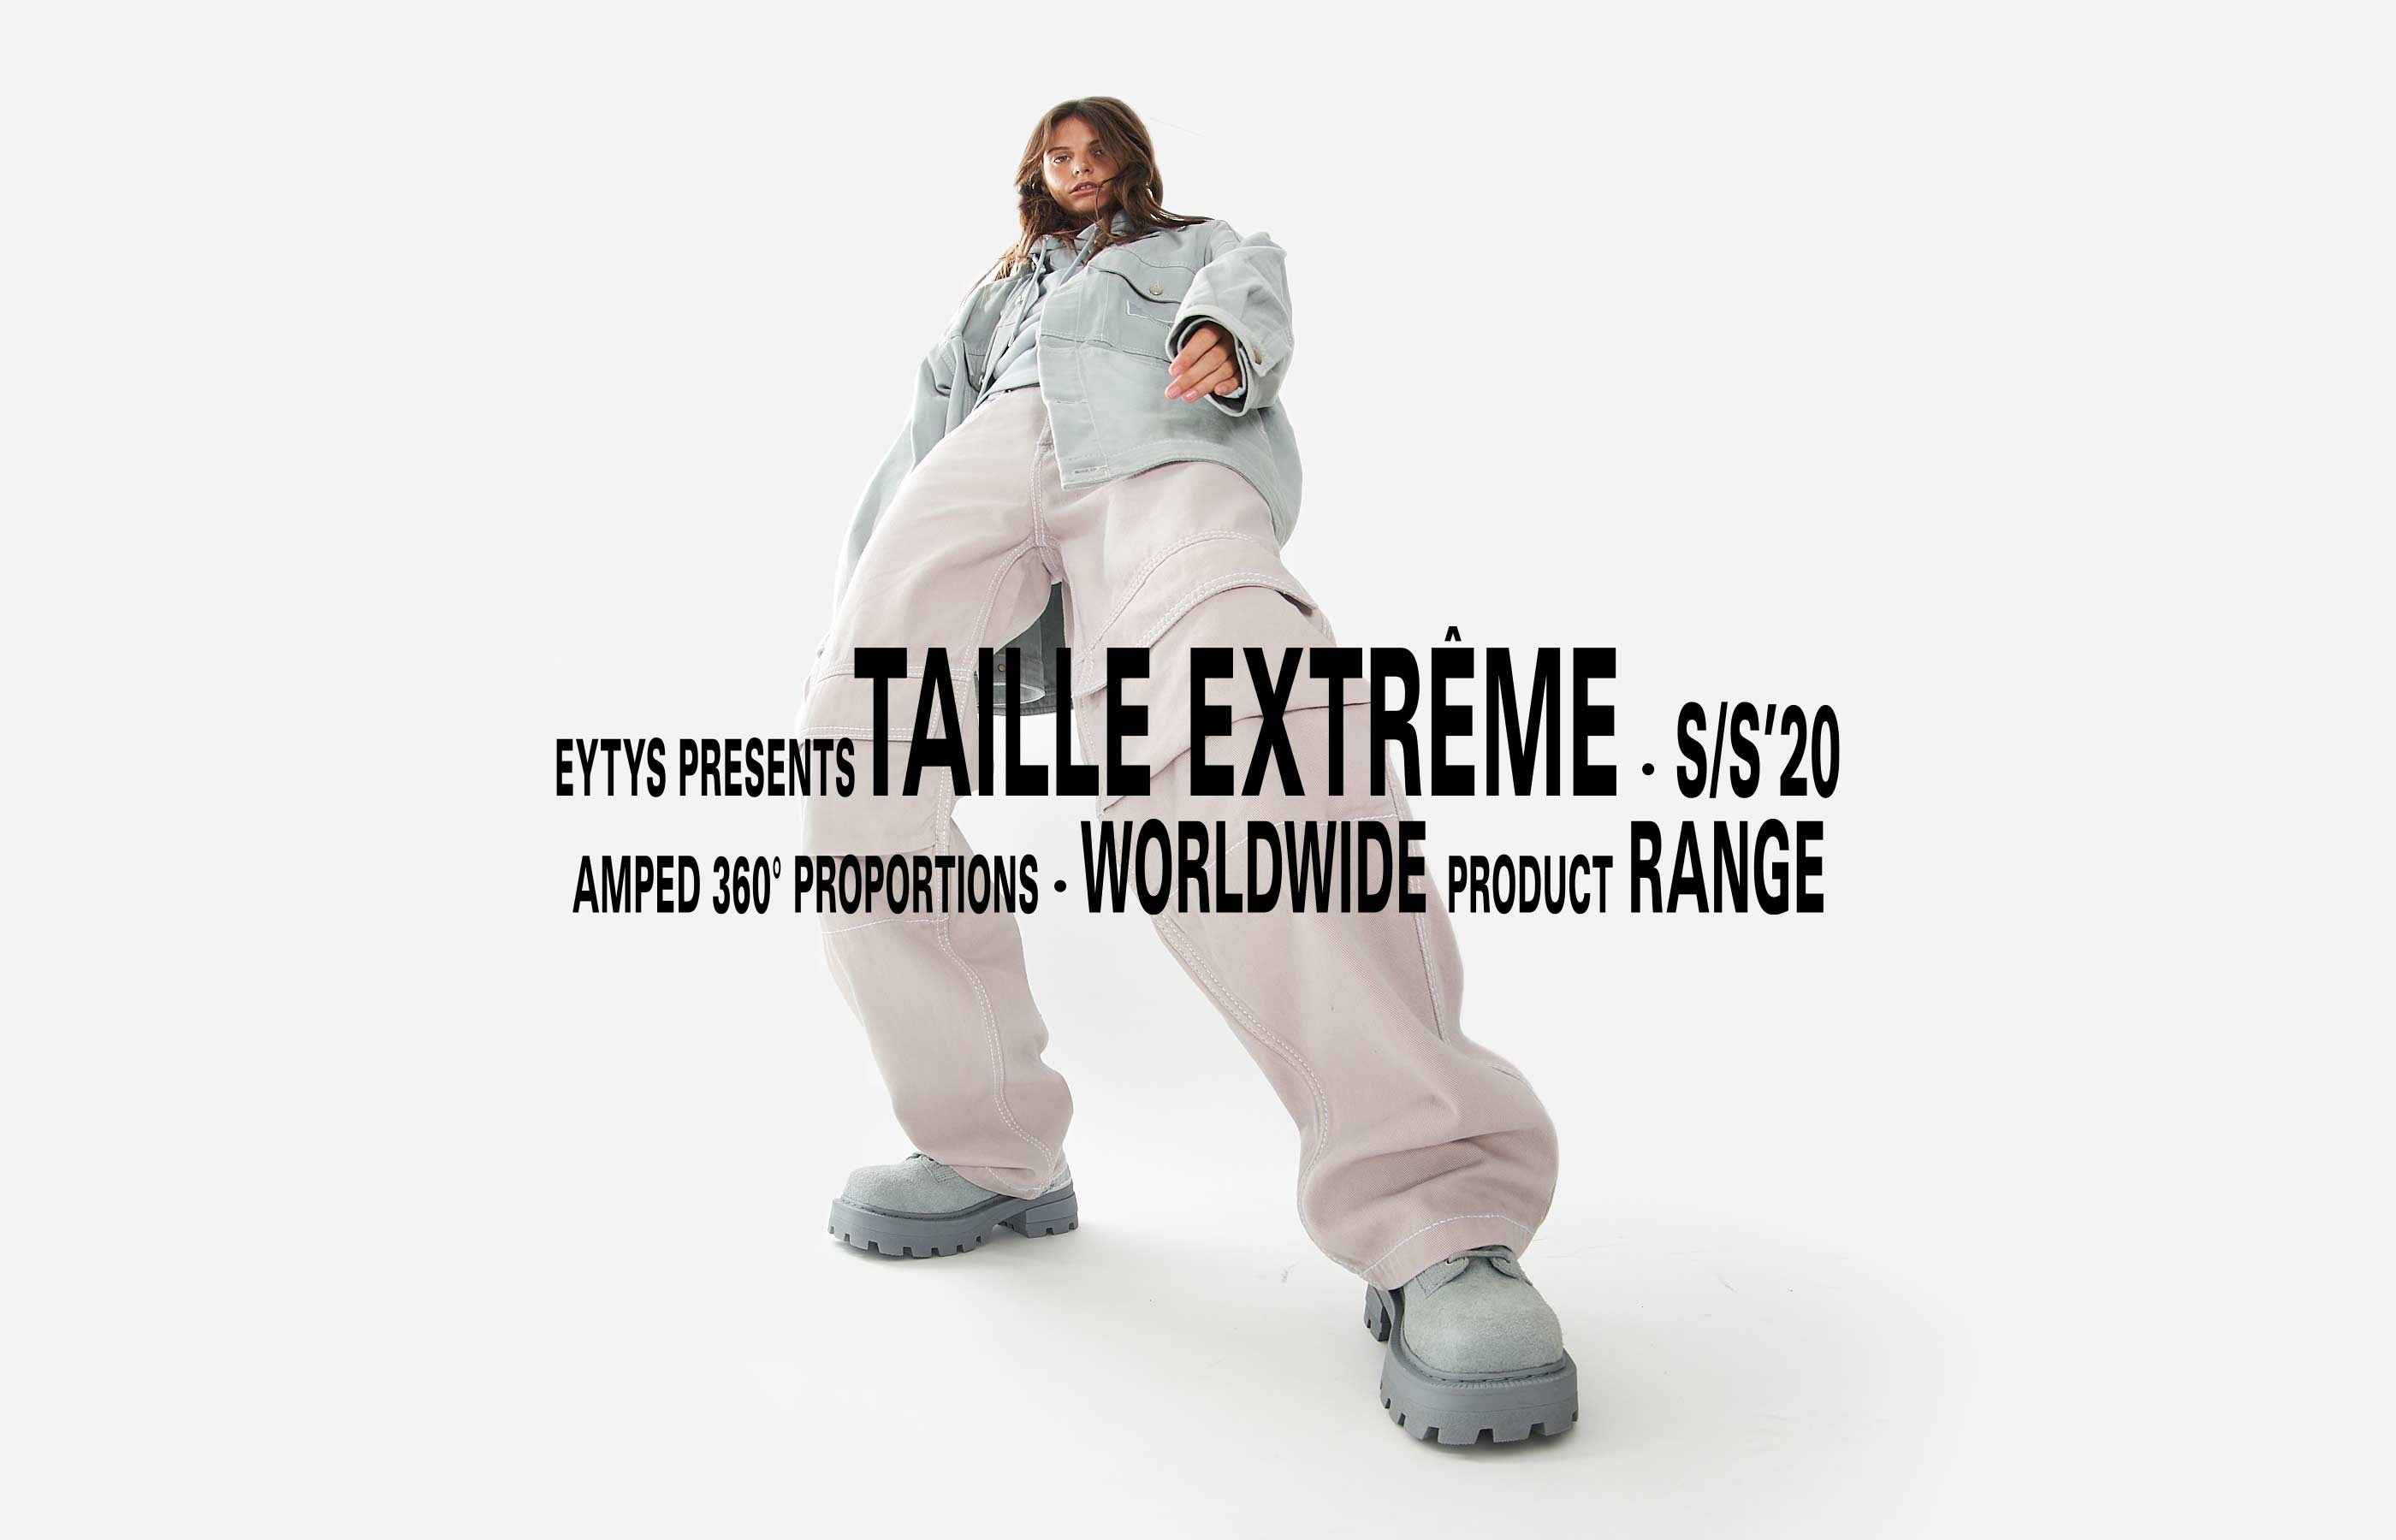 EYTYS PRESENTS TAILLE EXTRÊME · S/S'20
AMPED 360° PROPORTIONS · WORLDWIDE PRODUCT RANGE